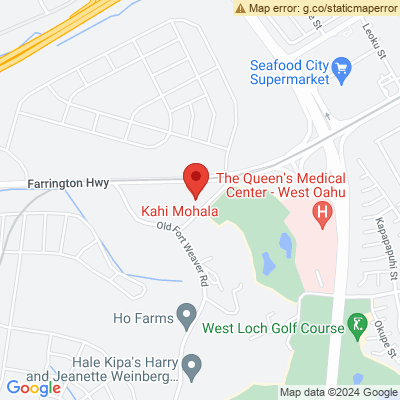 Map error: g.co/staticmaperror
Leoku St
Seafood City
Supermarket
Farrington Hwy
The Queen's Medical
Center - West Oahu
H
Kahi Mohala
Old Fort Weaver Rd
Kapapapuhi St
Ho Farms
West Loch Golf Course
Okupe St
Hale Kipa's Harry
and Jeanette Weinberg...
Google
Map data ©2024 Google